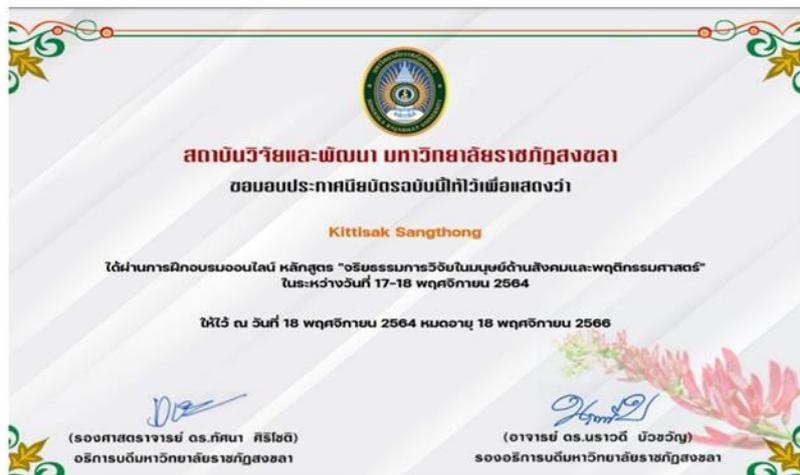 สถาบันวิจัยและพัฒนา มหาวิทยาลัยราชภัฏสงขลา
ขอมอบประกาศนียบัตรฉบับนี้ให้ไว้เพื่อแสดงว่า
Kittisak Sangthong
ได้ผ่านการฝึกอบรมออนไลน์ หลักสูตร "จริยธรรมการวิจัยในมนุษย์ด้านสังคมและพฤติกรรมศาสตร์"
ในระหว่างวันที่ 17-18 พฤศจิกายน 2564
ให้ไว้ ณ วันที่ 18 พฤศจิกายน 2564 หมดอายุ 18 พฤศจิกายน 2566
(รองศาสตราจารย์ ดร.ทัศนา ศิริโชติ)
(อาจารย์ ดร.นราวดี บัวขวัญ)
อธิการบดีมหาวิทยาลัยราชภัฏสงขลา
รองอธิการบดีมหาวิทยาลัยราชภัฏสงขลา